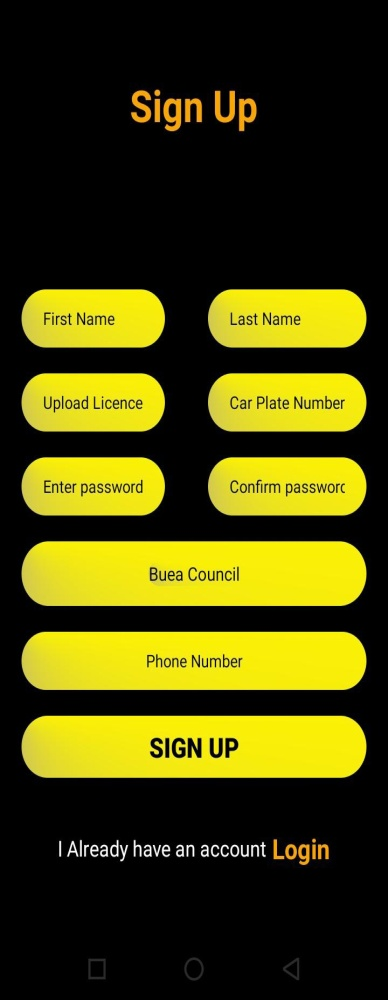 Sign Up
First Name
Last Name
Upload Licence
Car Plate Number
Enter password
Confirm passworc
Buea Council
Phone Number
SIGN UP
I Already have an account Login